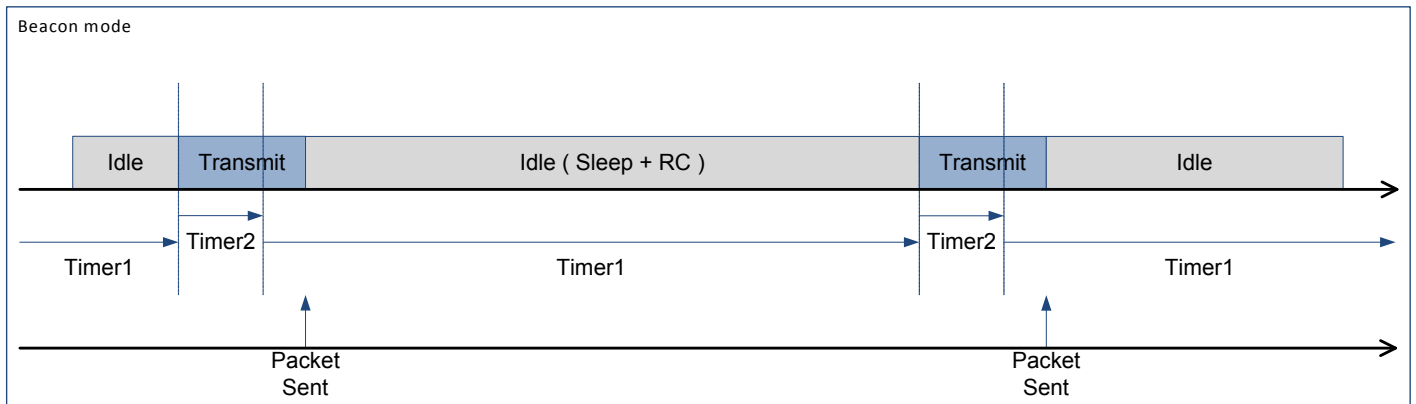 Beacon mode
Idle
Transmit
Idle ( Sleep + RC )
Transmit
Idle
Timer2
Timer2
Timer1
Timer1
Timer1
Packet
Sent
Packet
Sent